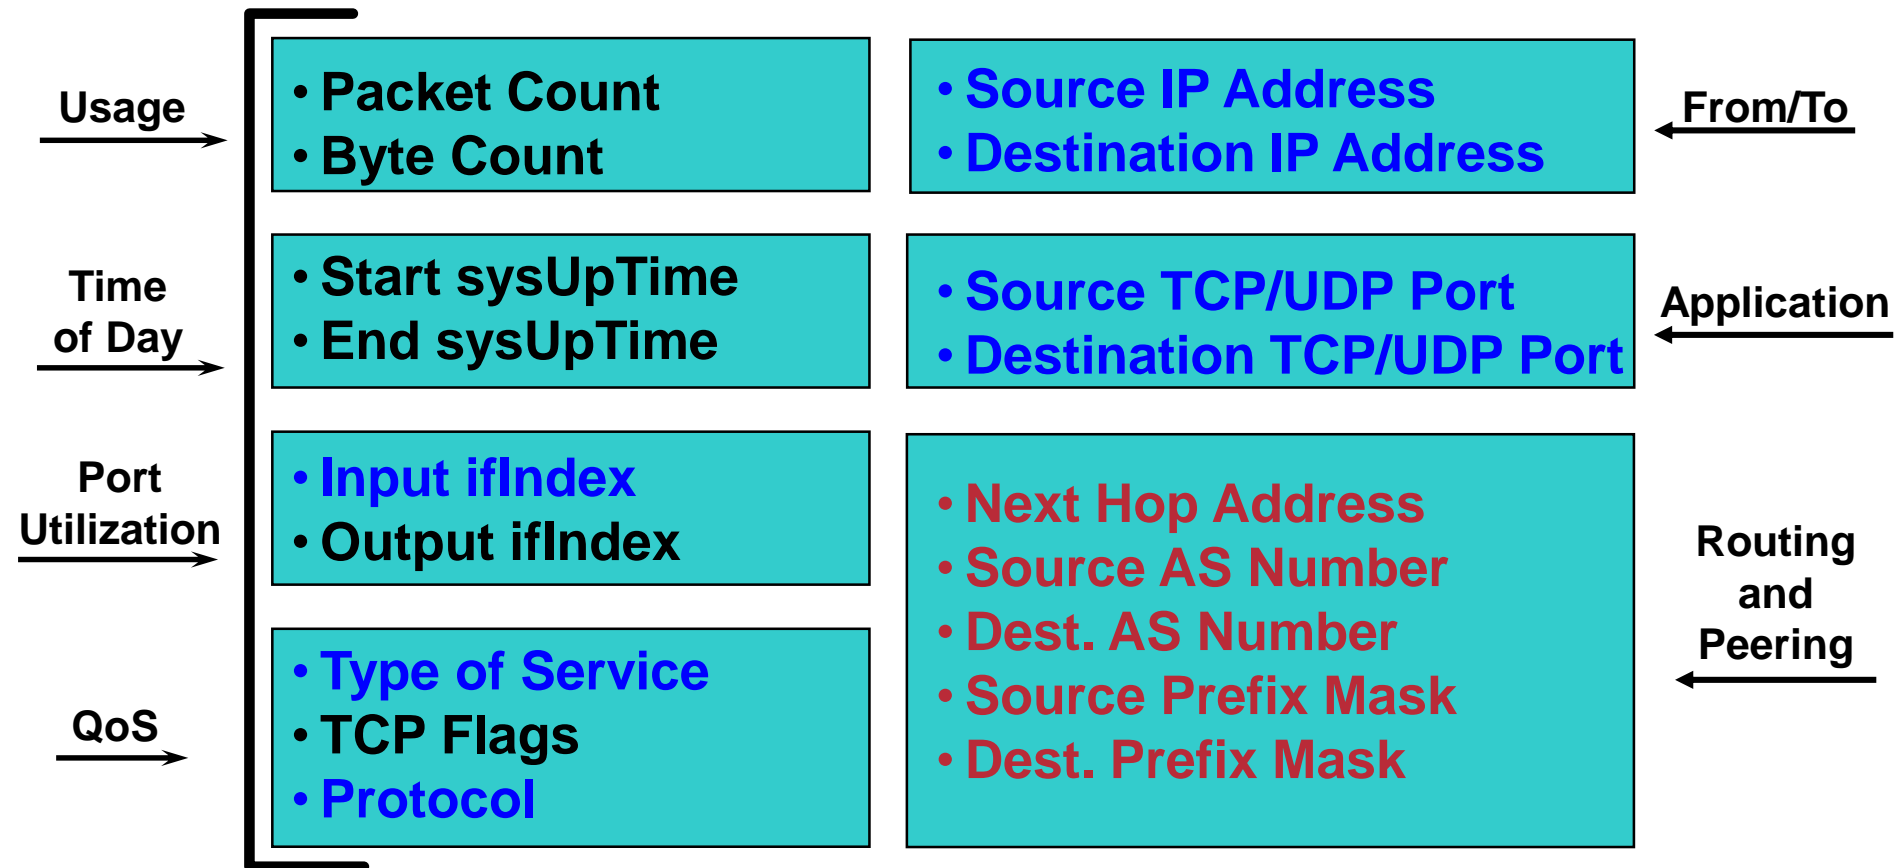 Usage
• Packet Count
• Byte Count
• Source IP Address
• Destination IP Address
From/To
Time
of Day
• Start sysUpTime
• End sysUpTime
• Source TCP/UDP Port
• Destination TCP/UDP Port
Application
Port
Utilization
• Input ifIndex
• Output ifIndex
• Next Hop Address
• Source AS Number
• Dest. AS Number
• Source Prefix Mask
• Dest. Prefix Mask
Routing
and
Peering
QoS
• Type of Service
• TCP Flags
• Protocol